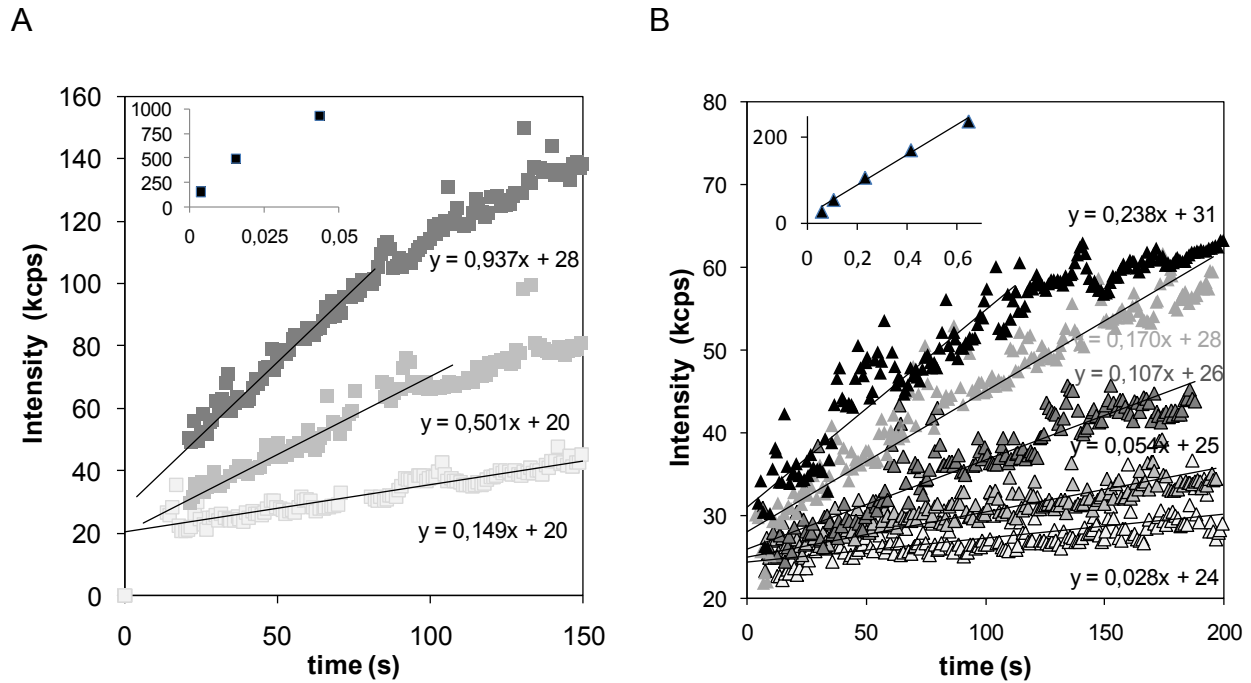 A
B
160
140
120
100
80
60
40
20
0
1000
750
500
250
0
0
0,025
0,05
y = 0,937x + 28
y = 0,501x + 20
y = 0,149x + 20
Intensity (kcps)
0
50
100
150
time (s)
80
70
60
50
40
30
20
200
0
0
0,2
0,4
0,6
y = 0,238x + 31
y = 0,170x + 28
y = 0,107x + 26
y = 0,054x + 25
y = 0,028x + 24
Intensity (kcps)
0
50
100
150
200
time (s)